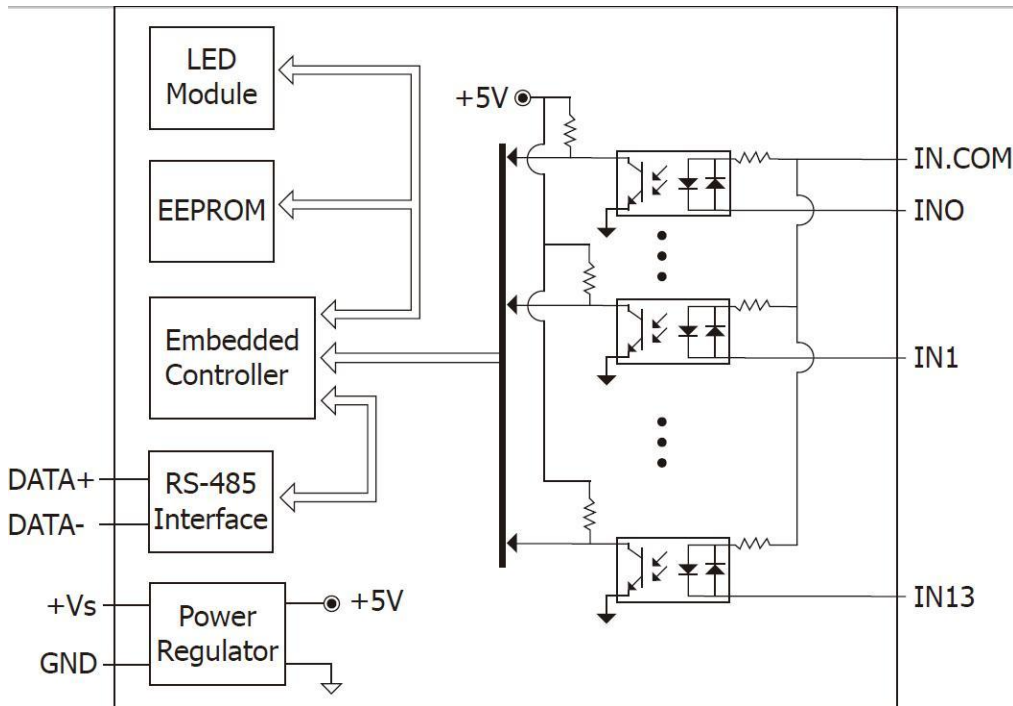 LED
Module
EEPROM
Embedded
Controller
DATA+
DATA-
RS-485
Interface
+Vs
GND
Power
Regulator
+5V
+5V
IN.COM
INO
IN1
IN13